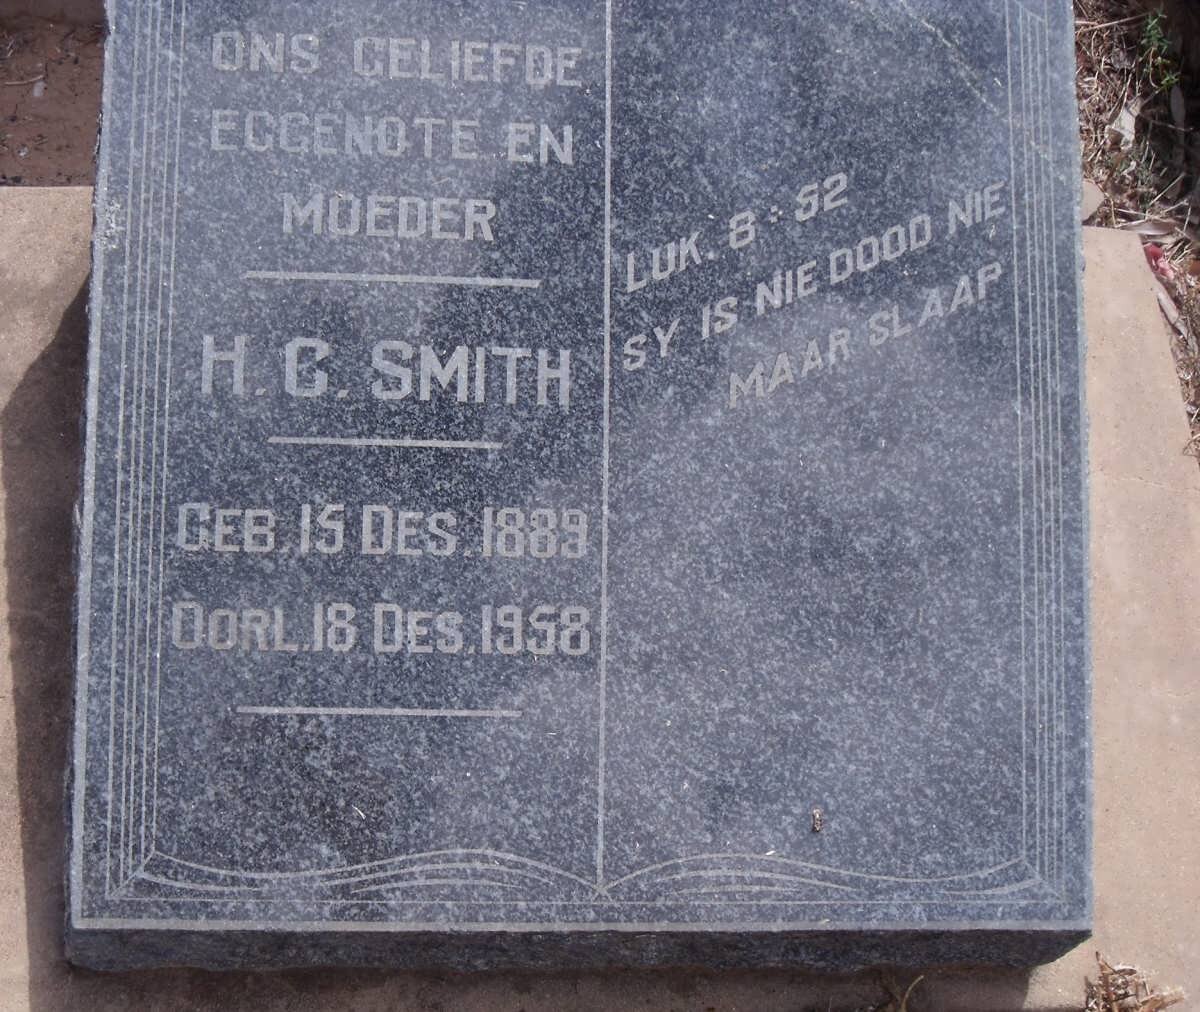 ONS GELIEFDE
EGGENOTE EN
MOEDER
H. G. SMITH
GEB. 15 DES. 1889
OORL. 18 DES. 1958
LUK. 8 : 52
SY IS NIE DOOD NIE
MAAR SLAAP